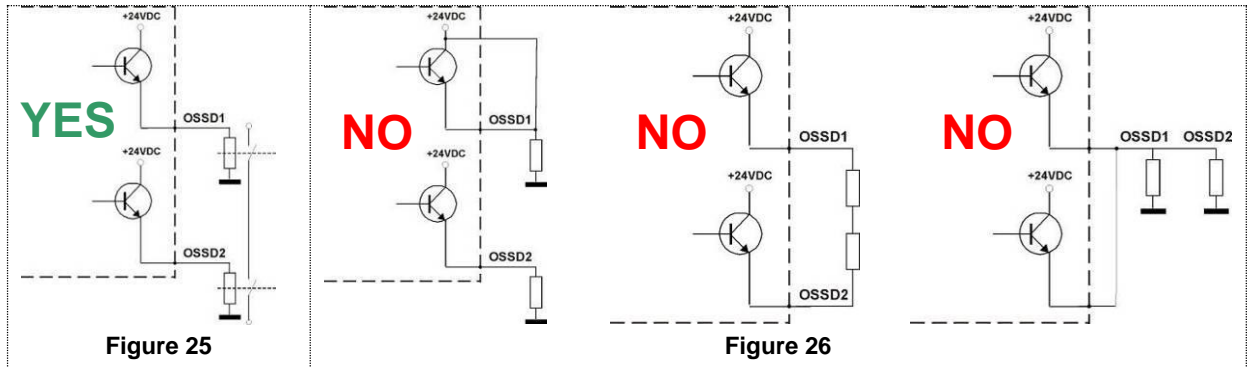 +24VDC
YES
OSSD1
+24VDC
OSSD2
Figure 25
+24VDC
NO
OSSD1
+24VDC
OSSD2
+24VDC
NO
OSSD1
+24VDC
OSSD2
+24VDC
NO
OSSD1 OSSD2
+24VDC
Figure 26